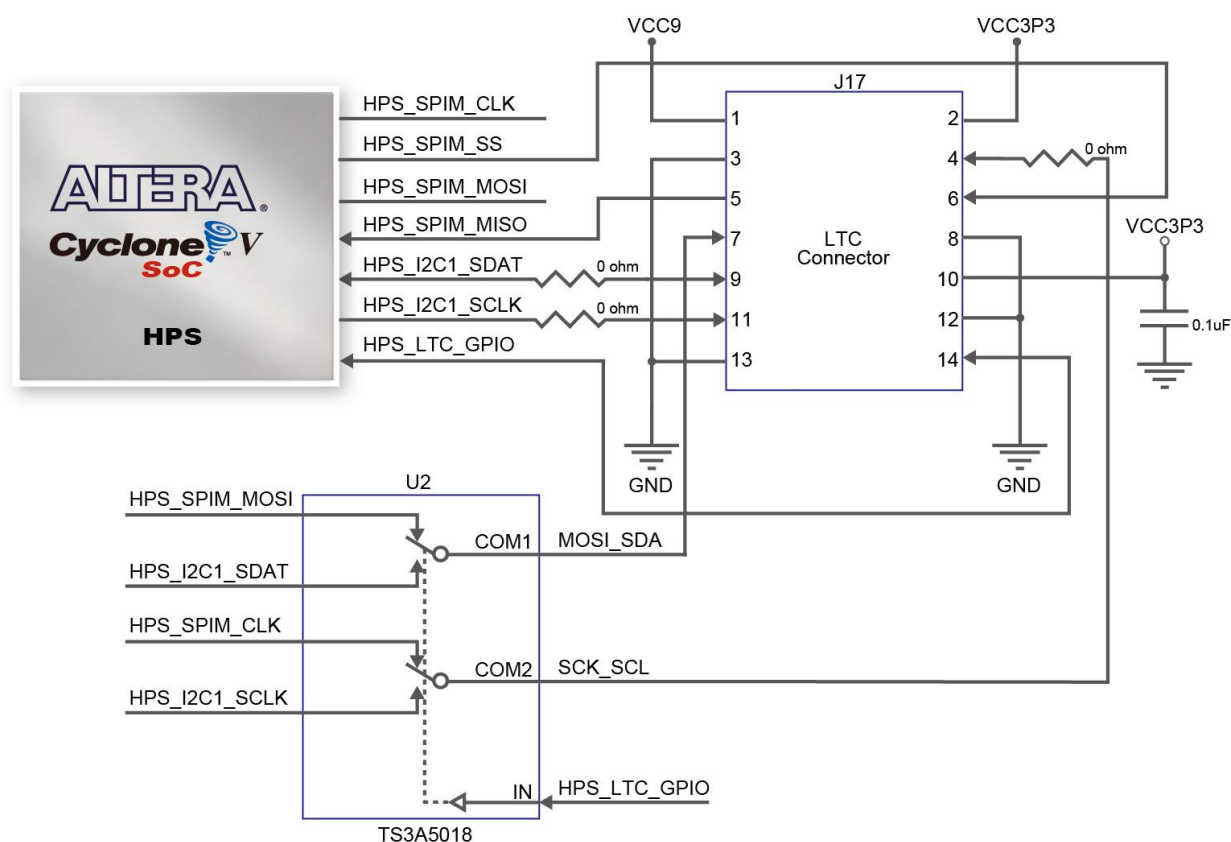 VCC9
VCC3P3
J17
HPS_SPIM_CLK
HPS_SPIM_SS
HPS_SPIM_MOSI
HPS_SPIM_MISO
HPS_I2C1_SDAT
0 ohm
HPS_I2C1_SCLK
0 ohm
HPS_LTC_GPIO
ALTERA®
Cyclone™ V
SoC
HPS
1
3
5
7
9
11
13
LTC
Connector
2
4
6
8
10
12
14
0 ohm
VCC3P3
0.1uF
GND
GND
U2
HPS_SPIM_MOSI
HPS_I2C1_SDAT
HPS_SPIM_CLK
HPS_I2C1_SCLK
COM1
MOSI_SDA
COM2
SCK_SCL
IN
HPS_LTC_GPIO
TS3A5018